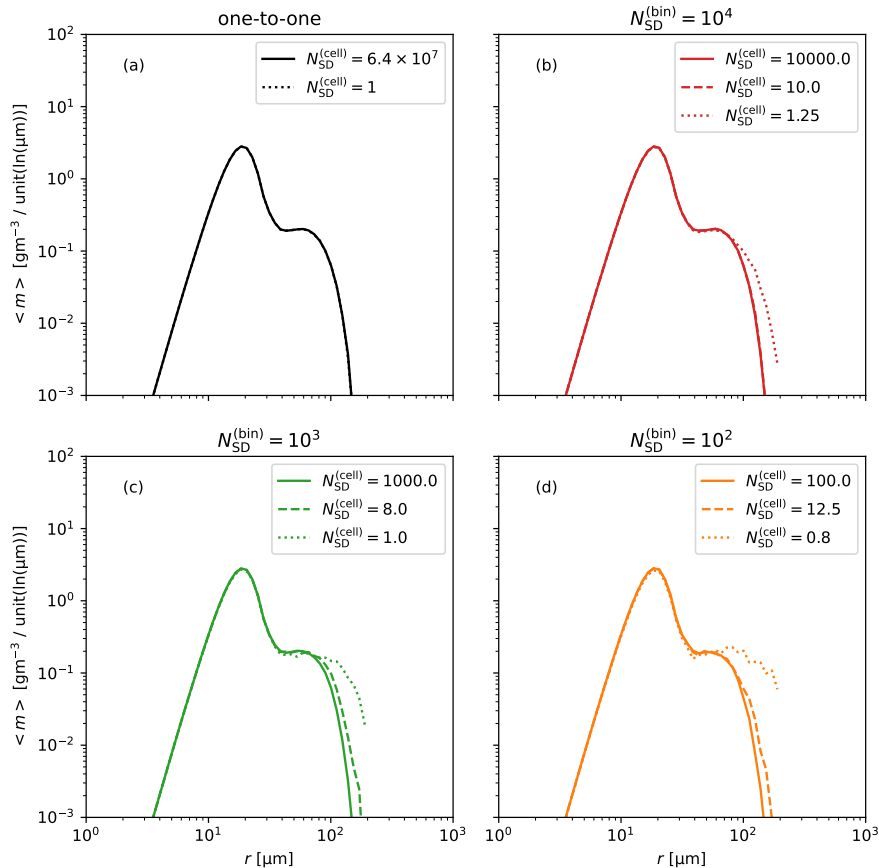 one-to-one
(a)
N_SD^(cell) = 6.4 × 10^7
N_SD^(cell) = 1
10^2
10^1
10^0
10^−1
10^−2
10^−3
< m > [gm^−3 / unit(ln(μm))]
N_SD^(bin) = 10^4
(b)
N_SD^(cell) = 10000.0
N_SD^(cell) = 10.0
N_SD^(cell) = 1.25
N_SD^(bin) = 10^3
(c)
N_SD^(cell) = 1000.0
N_SD^(cell) = 8.0
N_SD^(cell) = 1.0
10^2
10^1
10^0
10^−1
10^−2
10^−3
< m > [gm^−3 / unit(ln(μm))]
10^0 10^1 10^2 10^3
r [μm]
N_SD^(bin) = 10^2
(d)
N_SD^(cell) = 100.0
N_SD^(cell) = 12.5
N_SD^(cell) = 0.8
10^0 10^1 10^2 10^3
r [μm]